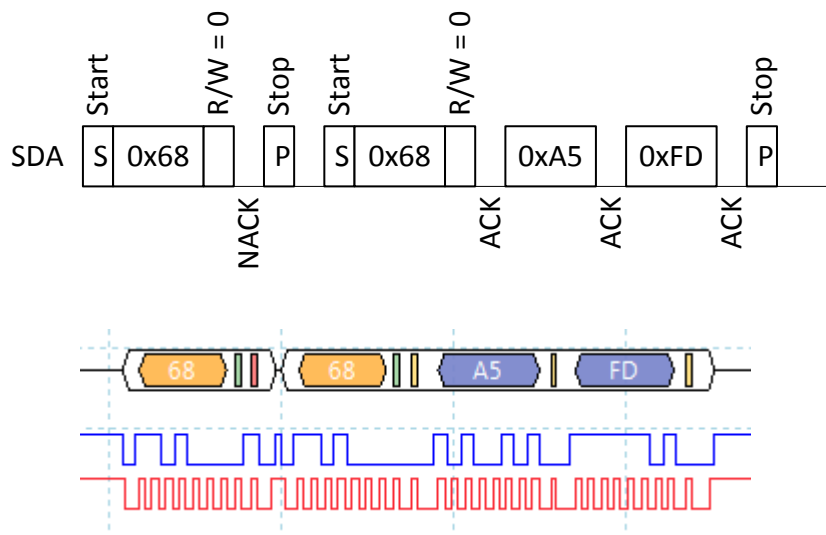 Start R/W = 0 Stop Start R/W = 0 Stop
SDA S 0x68 P S 0x68 0xA5 0xFD P
NACK ACK ACK ACK
68 68 A5 FD